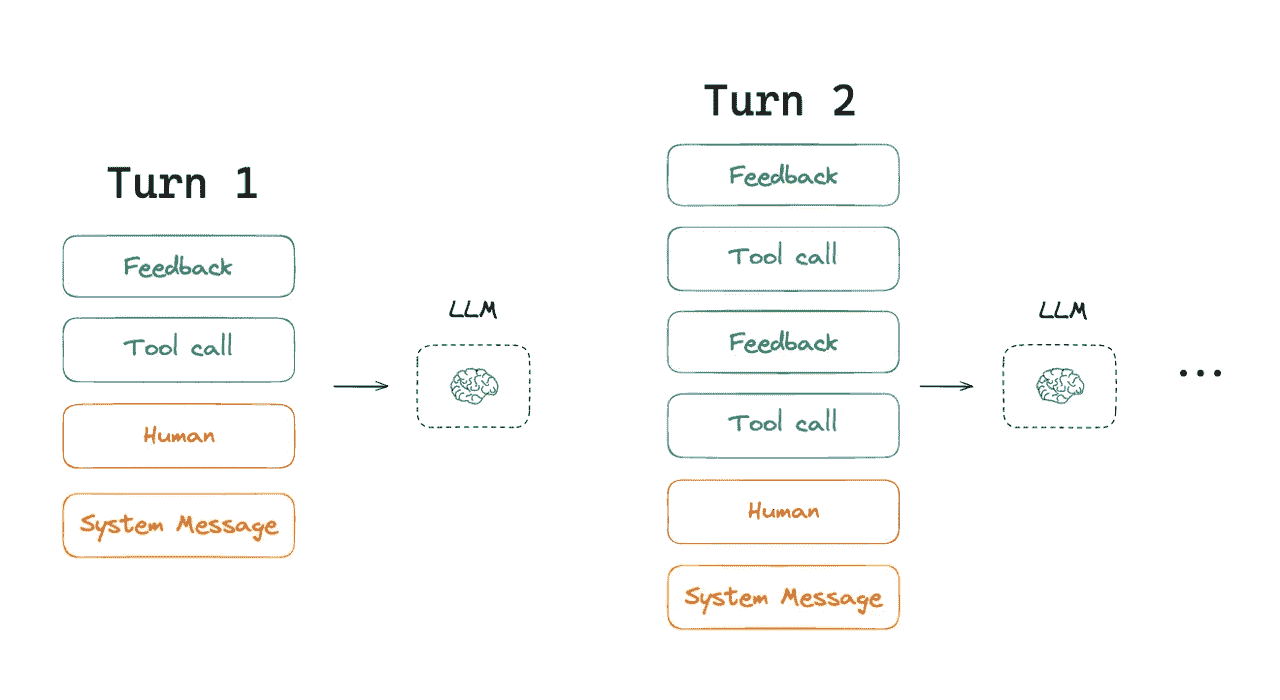 Turn 1
Feedback
Tool call
Human
System Message
LLM
Turn 2
Feedback
Tool call
Feedback
Tool call
Human
System Message
LLM
...